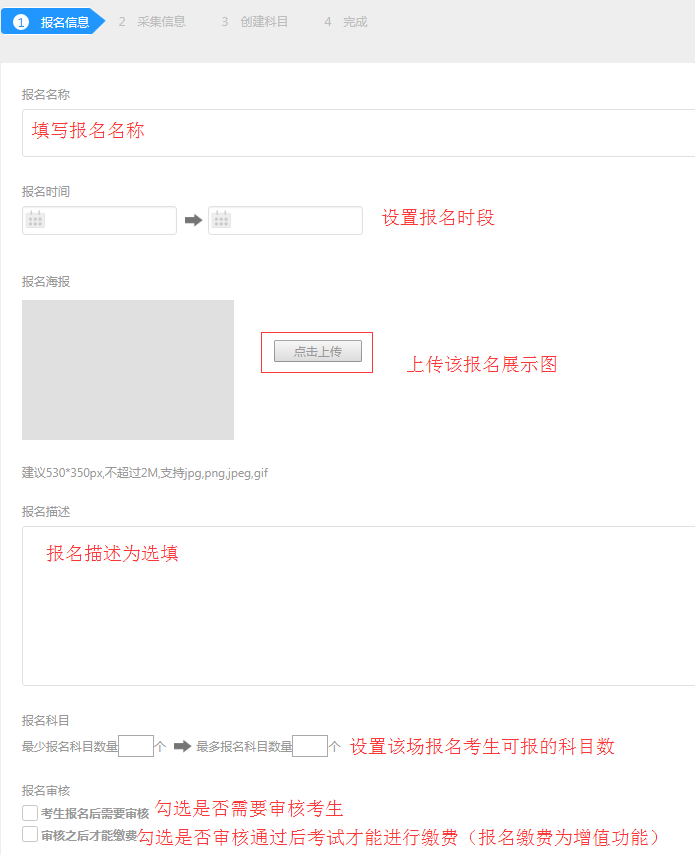 1 报名信息 2 采集信息 3 创建科目 4 完成
报名名称
填写报名名称
报名时间
设置报名时段
报名海报
点击上传
上传该报名展示图
建议530*350px,不超过2M,支持jpg,png,jpeg,gif
报名描述
报名描述为选填
报名科目
最少报名科目数量 个 最多报名科目数量 个 设置该场报名考生可报的科目数
报名审核
考生报名后需要审核 勾选是否需要审核考生
审核之后才能缴费 勾选是否审核通过后考试才能进行缴费（报名缴费为增值功能）